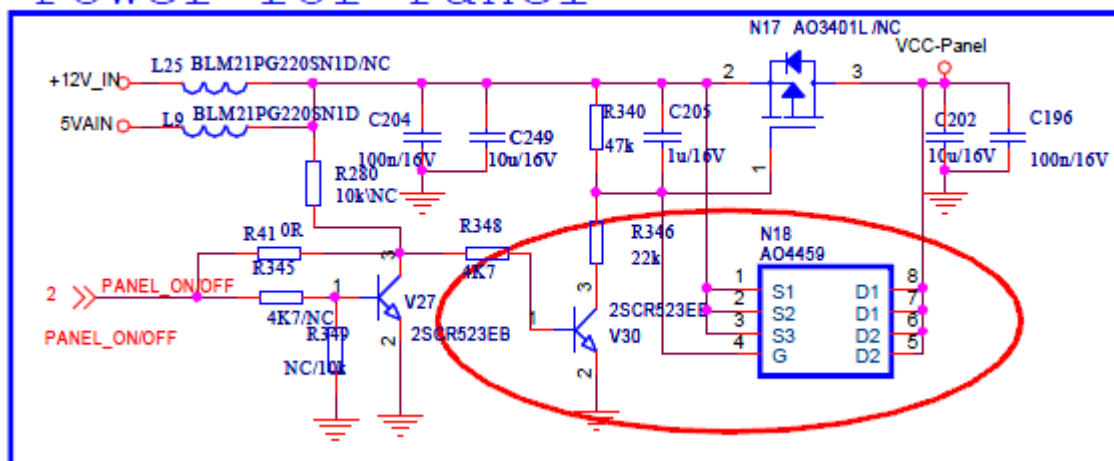 Power for Panel
N17 AO3401L/NC
VCC-Panel
+12V_IN
L25 BLM21PG220SN1D/NC
2
3
5VAIN
L9 BLM21PG220SN1D
C204
100n/16V
C249
10u/16V
R340
47k
C205
1u/16V
1
C202
10u/16V
C196
100n/16V
R280
10k\NC
R41 0R
R348
4K7
R346
22k
N18
AO4459
R345
3
2
PANEL_ON/OFF
PANEL_ON/OFF
4K7/NC
1
V27
2SCR523EB
2
R349
NC/10k
3
2SCR523EB
1
V30
2
1 S1 D1 8
2 S2 D1 7
3 S3 D2 6
4 G D2 5